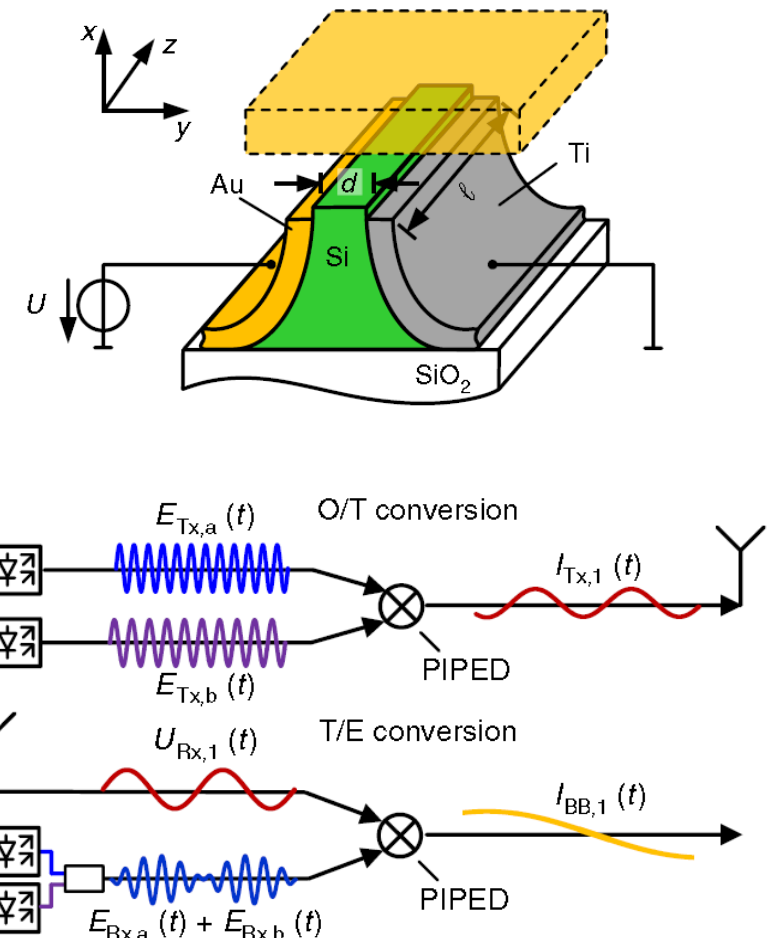 x
z
y
Au
d
ℓ
Ti
Si
U
SiO2
ETx,a (t)
O/T conversion
ITx,1 (t)
PIPED
ETx,b (t)
URx,1 (t)
T/E conversion
IBB,1 (t)
PIPED
ERx,a (t) + ERx,b (t)